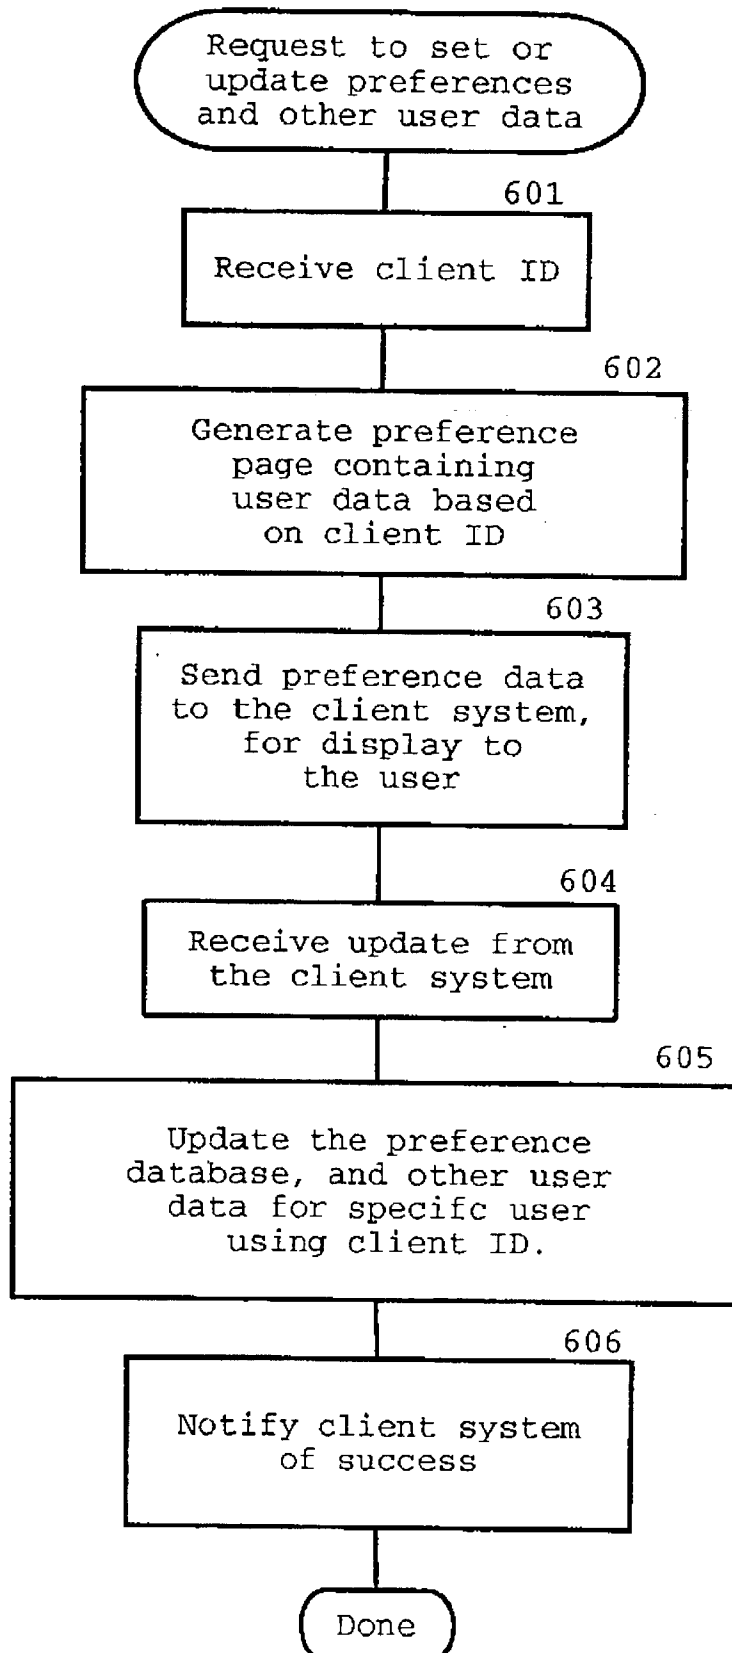 Request to set or
update preferences
and other user data
601
Receive client ID
602
Generate preference
page containing
user data based
on client ID
603
Send preference data
to the client system,
for display to
the user
604
Receive update from
the client system
605
Update the preference
database, and other user
data for specifc user
using client ID.
606
Notify client system
of success
Done